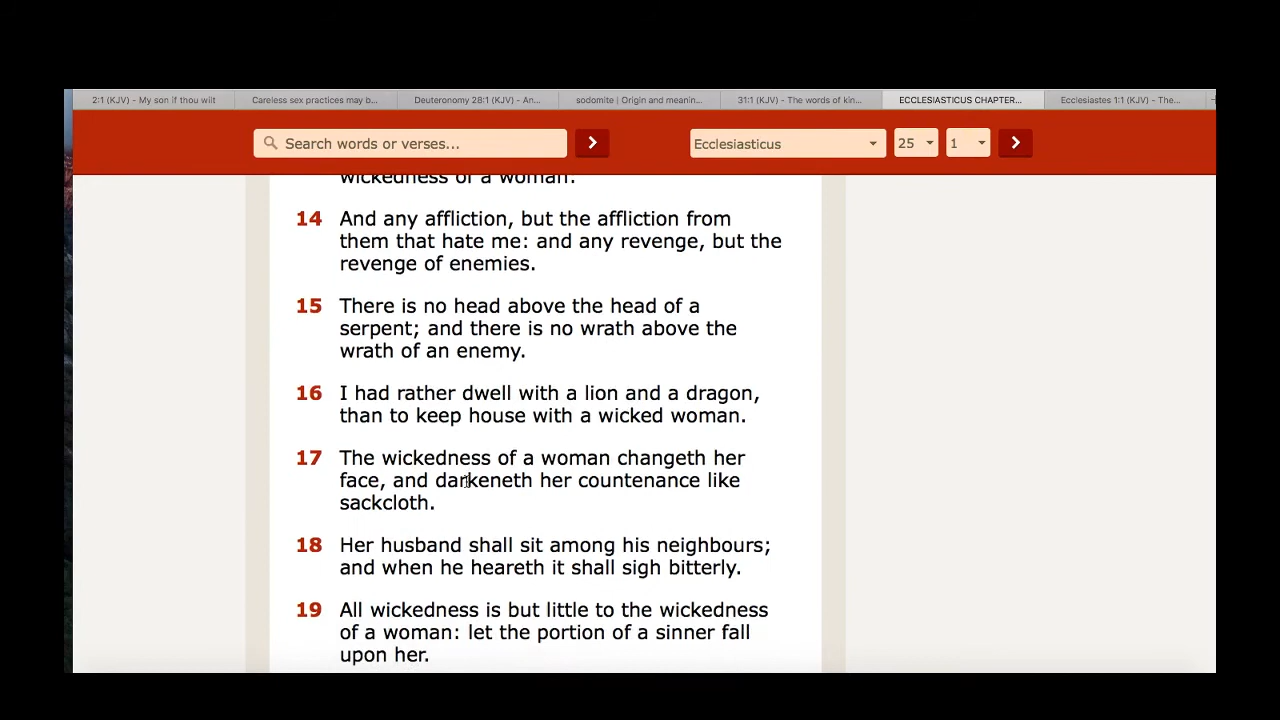 2:1 (KJV) - My son if thou wilt
Careless sex practices may b...
Deuteronomy 28:1 (KJV) - An...
sodomite | Origin and meanin...
31:1 (KJV) - The words of kin...
ECCLESIASTICUS CHAPTER...
Ecclesiastes 1:1 (KJV) - The...
Search words or verses...
Ecclesiasticus
25
1
wickedness of a woman.
14 And any affliction, but the affliction from
them that hate me: and any revenge, but the
revenge of enemies.
15 There is no head above the head of a
serpent; and there is no wrath above the
wrath of an enemy.
16 I had rather dwell with a lion and a dragon,
than to keep house with a wicked woman.
17 The wickedness of a woman changeth her
face, and darkeneth her countenance like
sackcloth.
18 Her husband shall sit among his neighbours;
and when he heareth it shall sigh bitterly.
19 All wickedness is but little to the wickedness
of a woman: let the portion of a sinner fall
upon her.